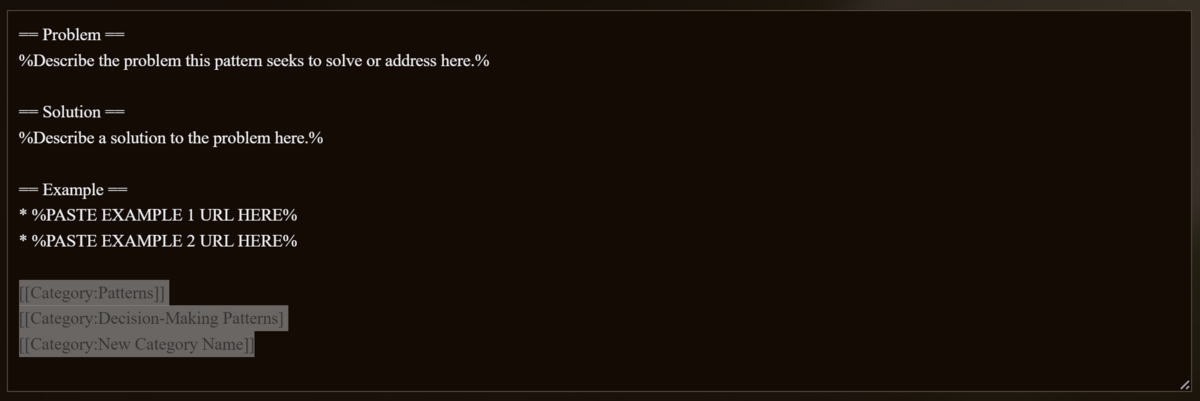 == Problem ==
%Describe the problem this pattern seeks to solve or address here.%
== Solution ==
%Describe a solution to the problem here.%
== Example ==
* %PASTE EXAMPLE 1 URL HERE%
* %PASTE EXAMPLE 2 URL HERE%
[[Category:Patterns]]
[[Category:Decision-Making Patterns]
[[Category:New Category Name]]